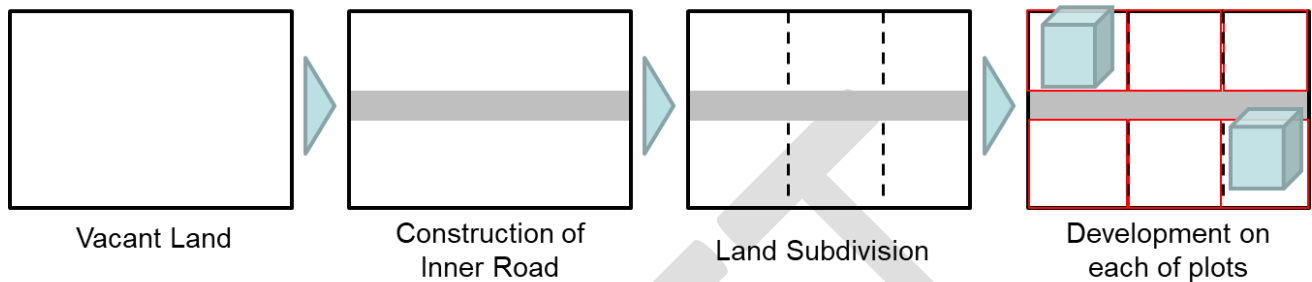 Vacant Land
Construction of
Inner Road
Land Subdivision
Development on
each of plots